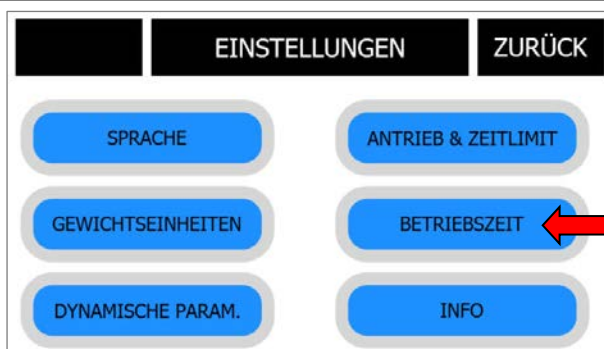 EINSTELLUNGEN ZURÜCK
SPRACHE ANTRIEB & ZEITLIMIT
GEWICHTSEINHEITEN BETRIEBSZEIT
DYNAMISCHE PARAM. INFO